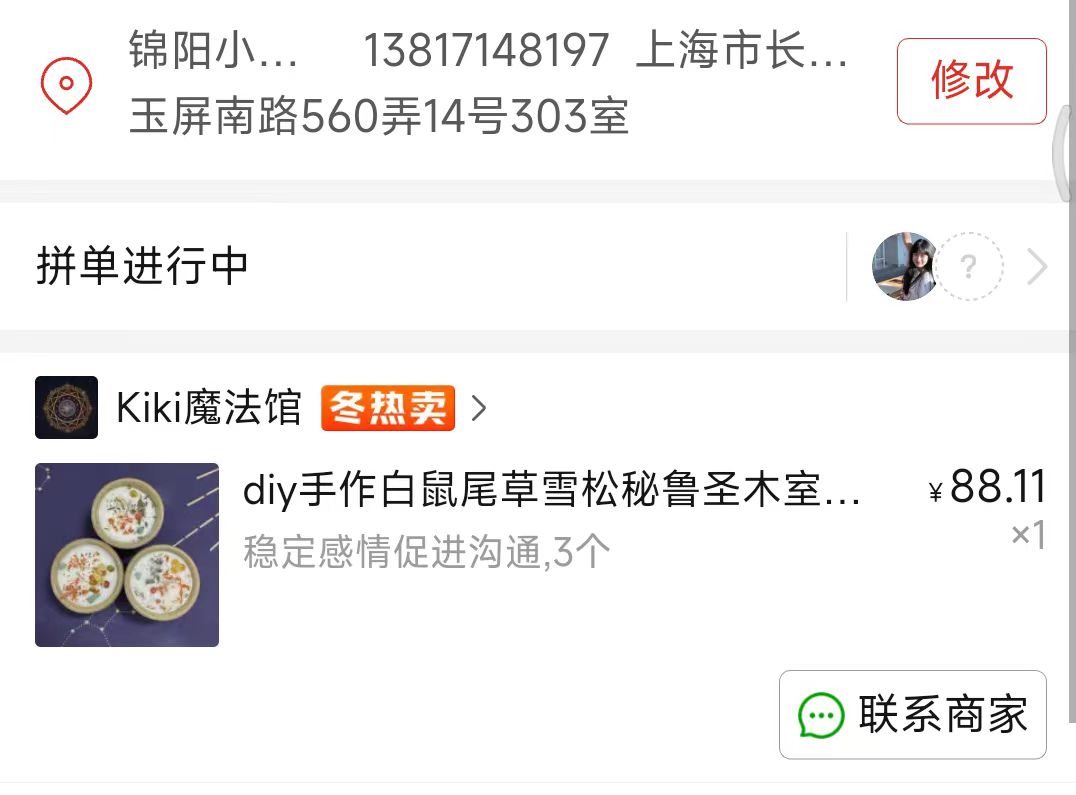 锦阳小... 13817148197 上海市长...
玉屏南路560弄14号303室
修改
拼单进行中
?
Kiki魔法馆 冬热卖
diy手作白鼠尾草雪松秘鲁圣木室... ¥88.11
稳定感情促进沟通,3个 ×1
联系商家